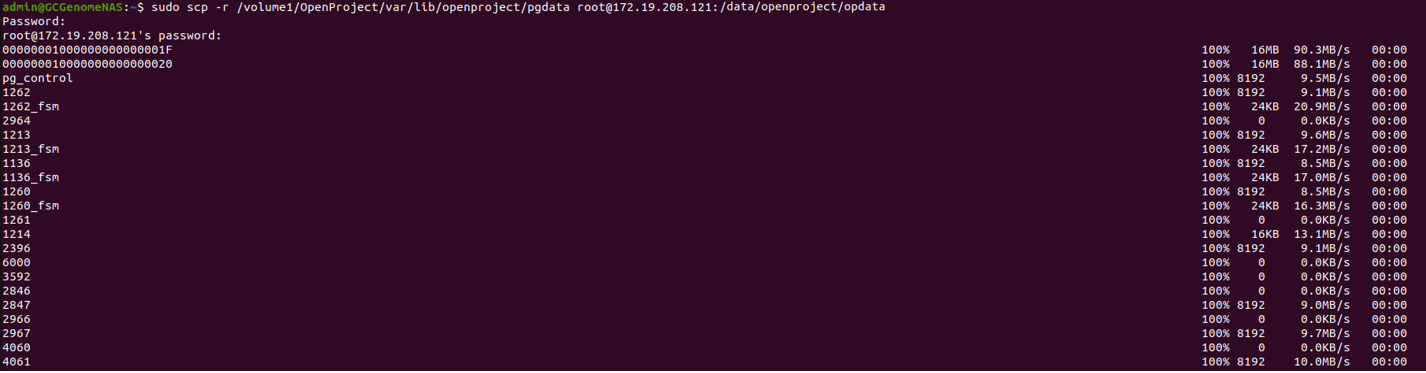 admin@GCGenomeNAS:~$ sudo scp -r /volume1/OpenProject/var/lib/openproject/pgdata root@172.19.208.121:/data/openproject/opdata
Password:
root@172.19.208.121's password:
00000001000000000000001F 100% 16MB 90.3MB/s 00:00
000000010000000000000020 100% 16MB 88.1MB/s 00:00
pg_control 100% 8192 9.5MB/s 00:00
1262 100% 8192 9.1MB/s 00:00
1262_fsm 100% 24KB 20.9MB/s 00:00
2964 100% 0 0.0KB/s 00:00
1213 100% 8192 9.6MB/s 00:00
1213_fsm 100% 24KB 17.2MB/s 00:00
1136 100% 8192 8.5MB/s 00:00
1136_fsm 100% 24KB 17.0MB/s 00:00
1260 100% 8192 8.5MB/s 00:00
1260_fsm 100% 24KB 16.3MB/s 00:00
1261 100% 0 0.0KB/s 00:00
1214 100% 16KB 13.1MB/s 00:00
2396 100% 8192 9.1MB/s 00:00
6000 100% 0 0.0KB/s 00:00
3592 100% 0 0.0KB/s 00:00
2846 100% 0 0.0KB/s 00:00
2847 100% 8192 9.0MB/s 00:00
2966 100% 0 0.0KB/s 00:00
2967 100% 8192 9.7MB/s 00:00
4060 100% 0 0.0KB/s 00:00
4061 100% 8192 10.0MB/s 00:00